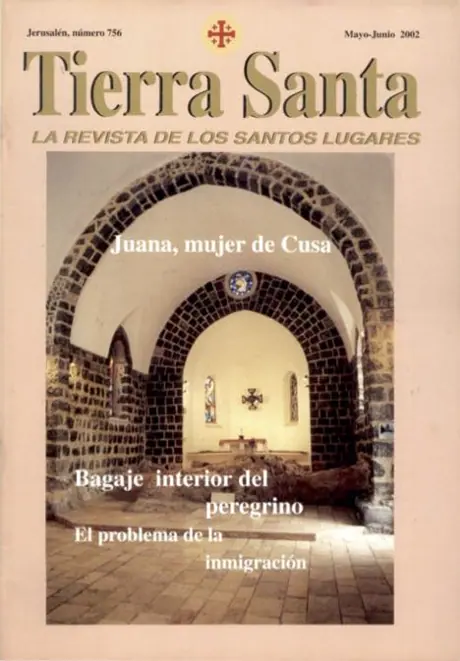 Jerusalén, número 756
Mayo-Junio 2002
Tierra Santa
LA REVISTA DE LOS SANTOS LUGARES
Juana, mujer de Cusa
Bagaje interior del
peregrino
El problema de la
inmigración